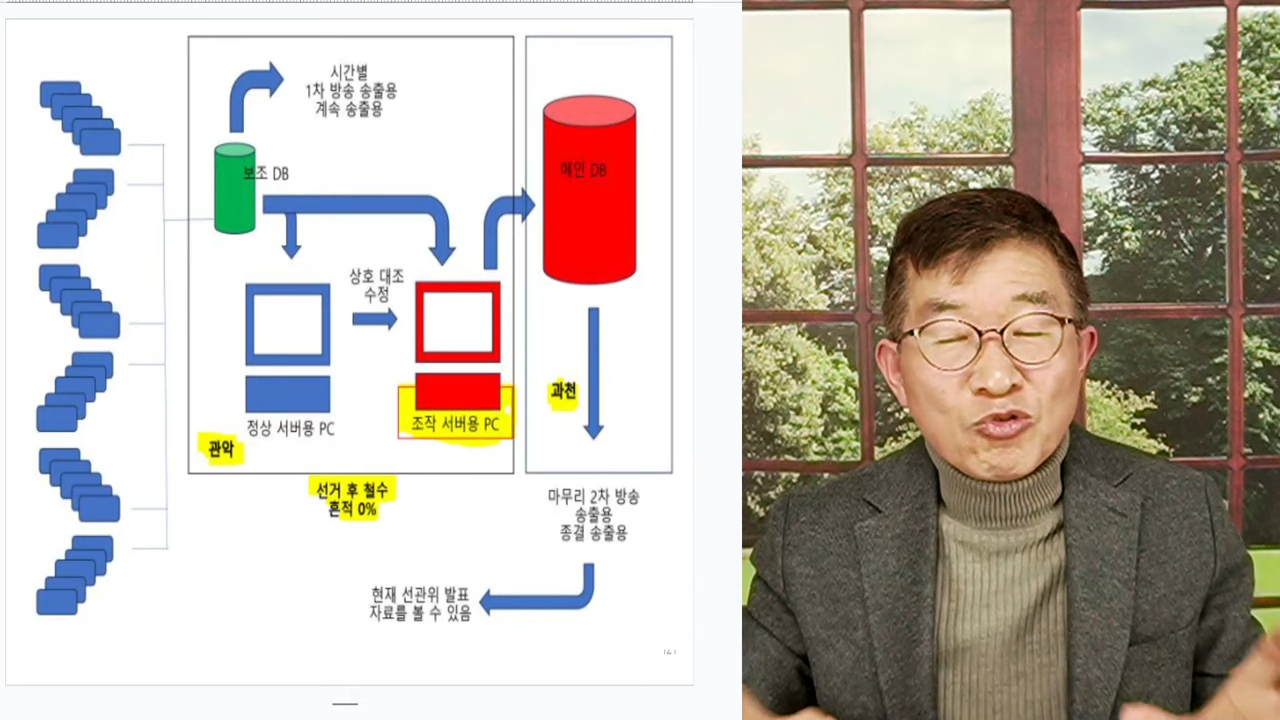 시간별
1차 방송 송출용
계속 송출용
보조 DB
메인 DB
상호 대조
수정
정상 서버용 PC
조작 서버용 PC
관악
과천
선거 후 철수
흔적 0%
마무리 2차 방송
송출용
종결 송출용
현재 선관위 발표
자료를 볼 수 있음